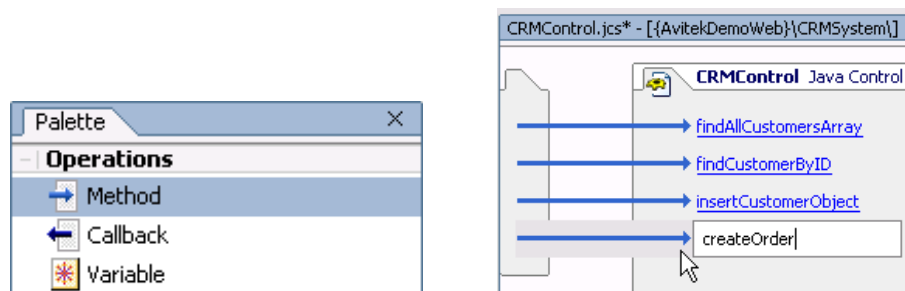 Palette
Operations
Method
Callback
Variable
CRMControl.jcs* - [{AvitekDemoWeb}\CRMSystem\]
CRMControl Java Control
findAllCustomersArray
findCustomerByID
insertCustomerObject
createOrder